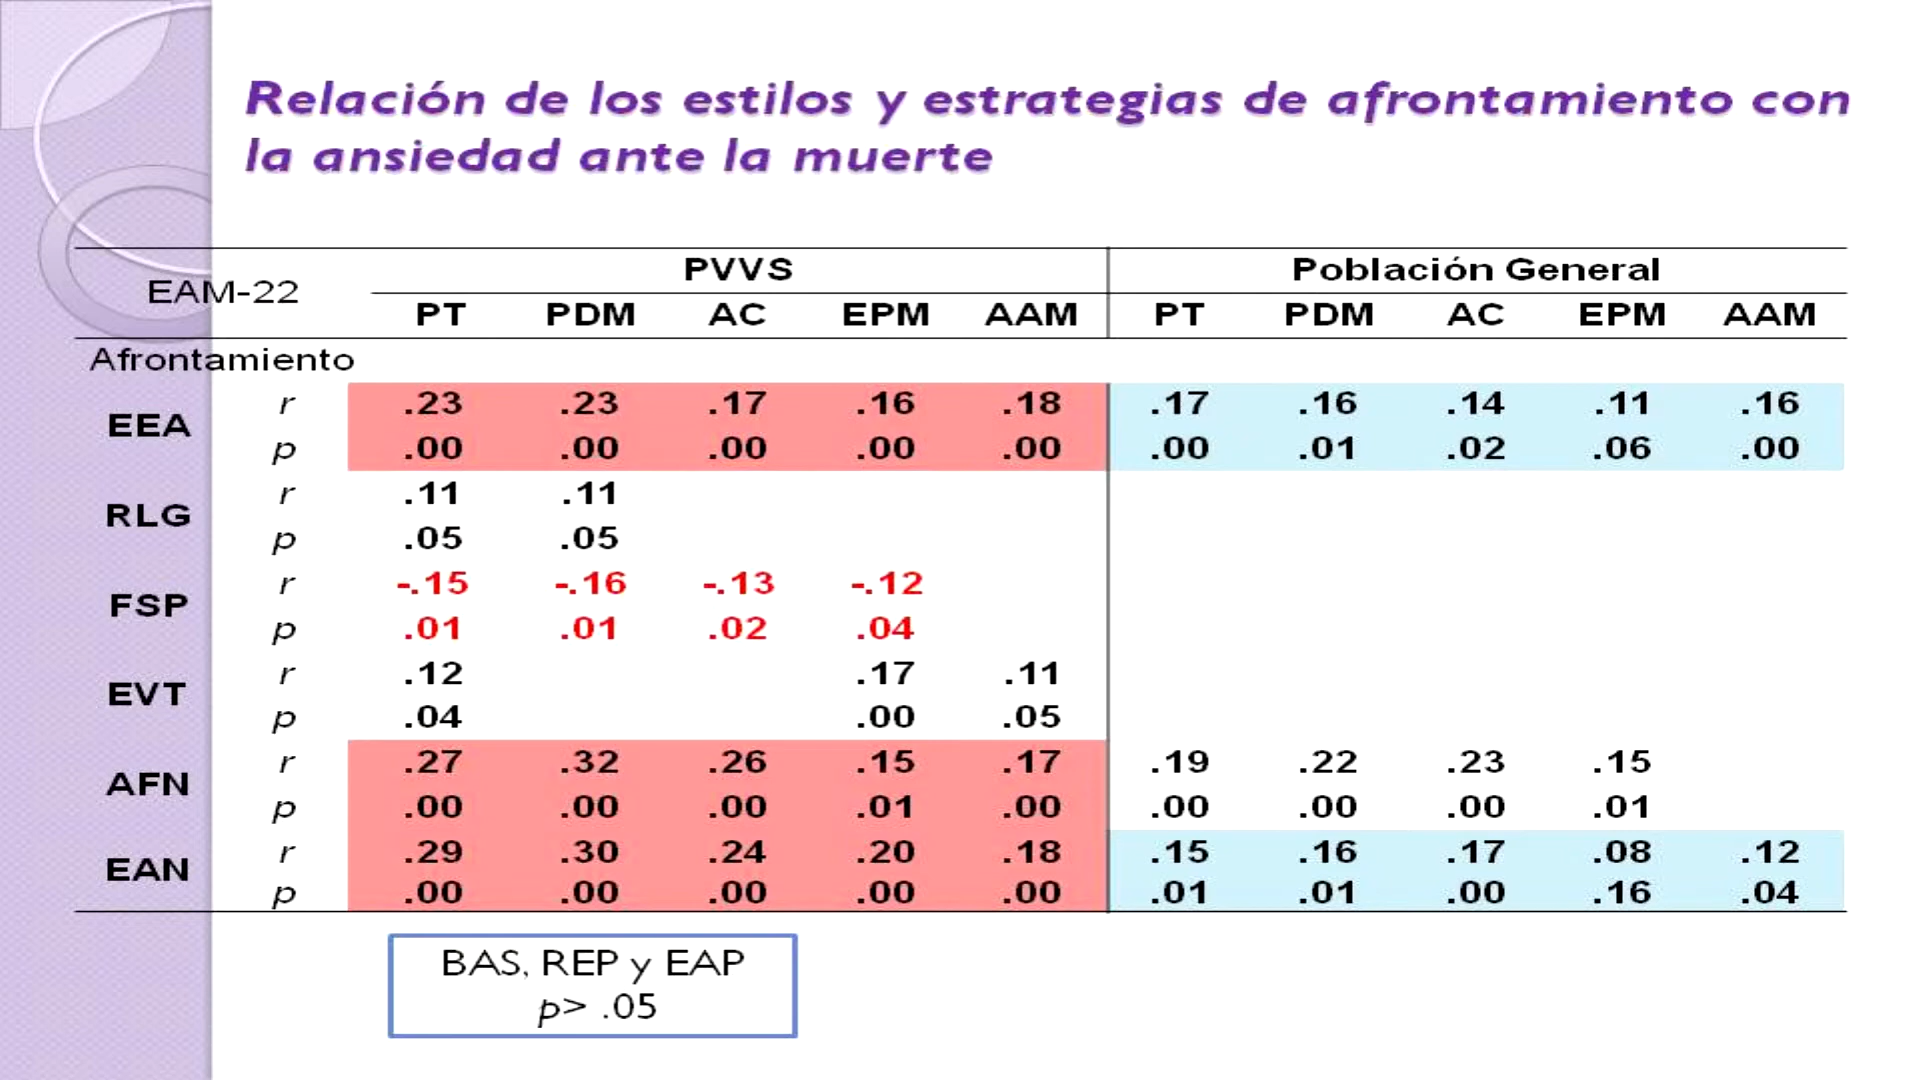 Relación de los estilos y estrategias de afrontamiento con
la ansiedad ante la muerte
EAM-22 PVVS Población General
PT PDM AC EPM AAM PT PDM AC EPM AAM
Afrontamiento
EEA r .23 .23 .17 .16 .18 .17 .16 .14 .11 .16
p .00 .00 .00 .00 .00 .00 .01 .02 .06 .00
RLG r .11 .11
p .05 .05
FSP r -.15 -.16 -.13 -.12
p .01 .01 .02 .04
EVT r .12 .17 .11
p .04 .00 .05
AFN r .27 .32 .26 .15 .17 .19 .22 .23 .15
p .00 .00 .00 .01 .00 .00 .00 .00 .01
EAN r .29 .30 .24 .20 .18 .15 .16 .17 .08 .12
p .00 .00 .00 .00 .00 .01 .01 .00 .16 .04
BAS, REP y EAP
p> .05